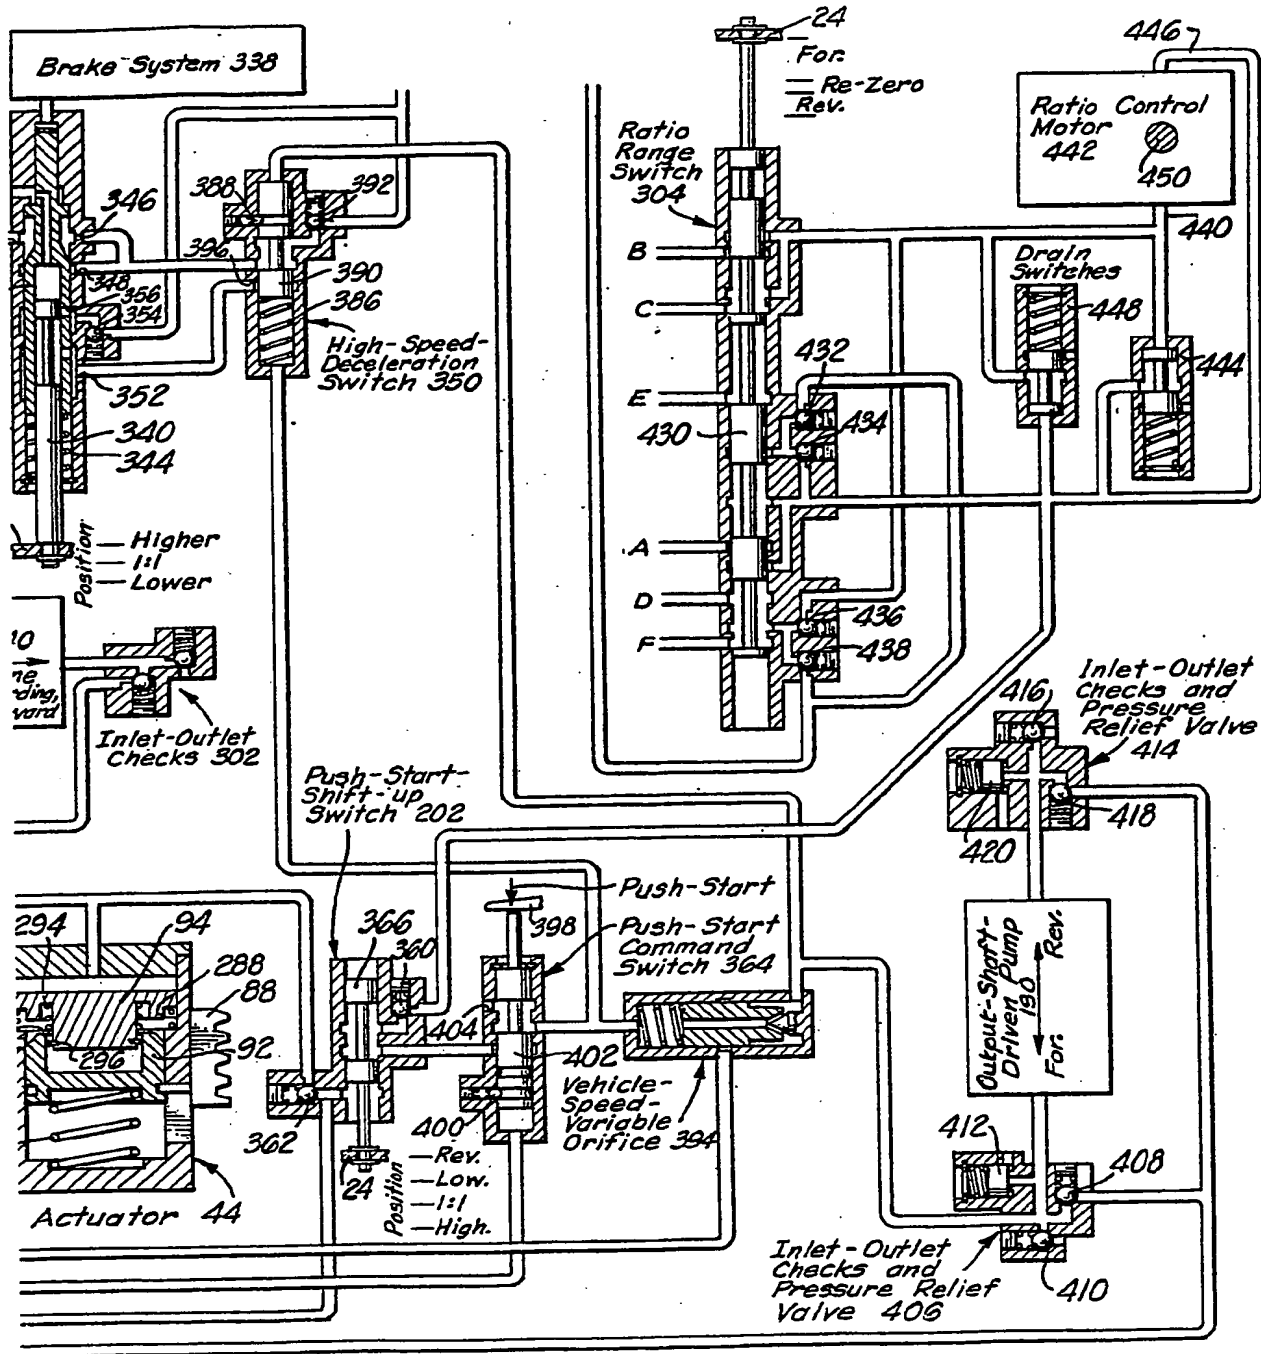 Brake System 338
24
For.
Re-Zero
Rev.
446
Ratio Control
Motor
442
450
440
Ratio
Range
Switch
304
B
C
E
430
A
D
F
432
434
436
438
Drain
Switches
448
444
346
348
356
354
352
340
344
388
392
396
390
386
High-Speed-
Deceleration
Switch 350
Position
Higher
1:1
Lower
10
ne
ding,
vard
Inlet-Outlet
Checks 302
Push-Start-
Shift-up
Switch 202
Push-Start
398
Push-Start
Command
Switch 364
366
360
404
402
400
362
24
Position
Rev.
Low.
1:1
High.
Vehicle-
Speed-
Variable
Orifice 394
294
94
288
88
296
92
Actuator 44
416
Inlet-Outlet
Checks and
Pressure
Relief Valve
414
418
420
Output-Shaft-
Driven Pump
190
For.
Rev.
412
408
410
Inlet-Outlet
Checks and
Pressure Relief
Valve 406